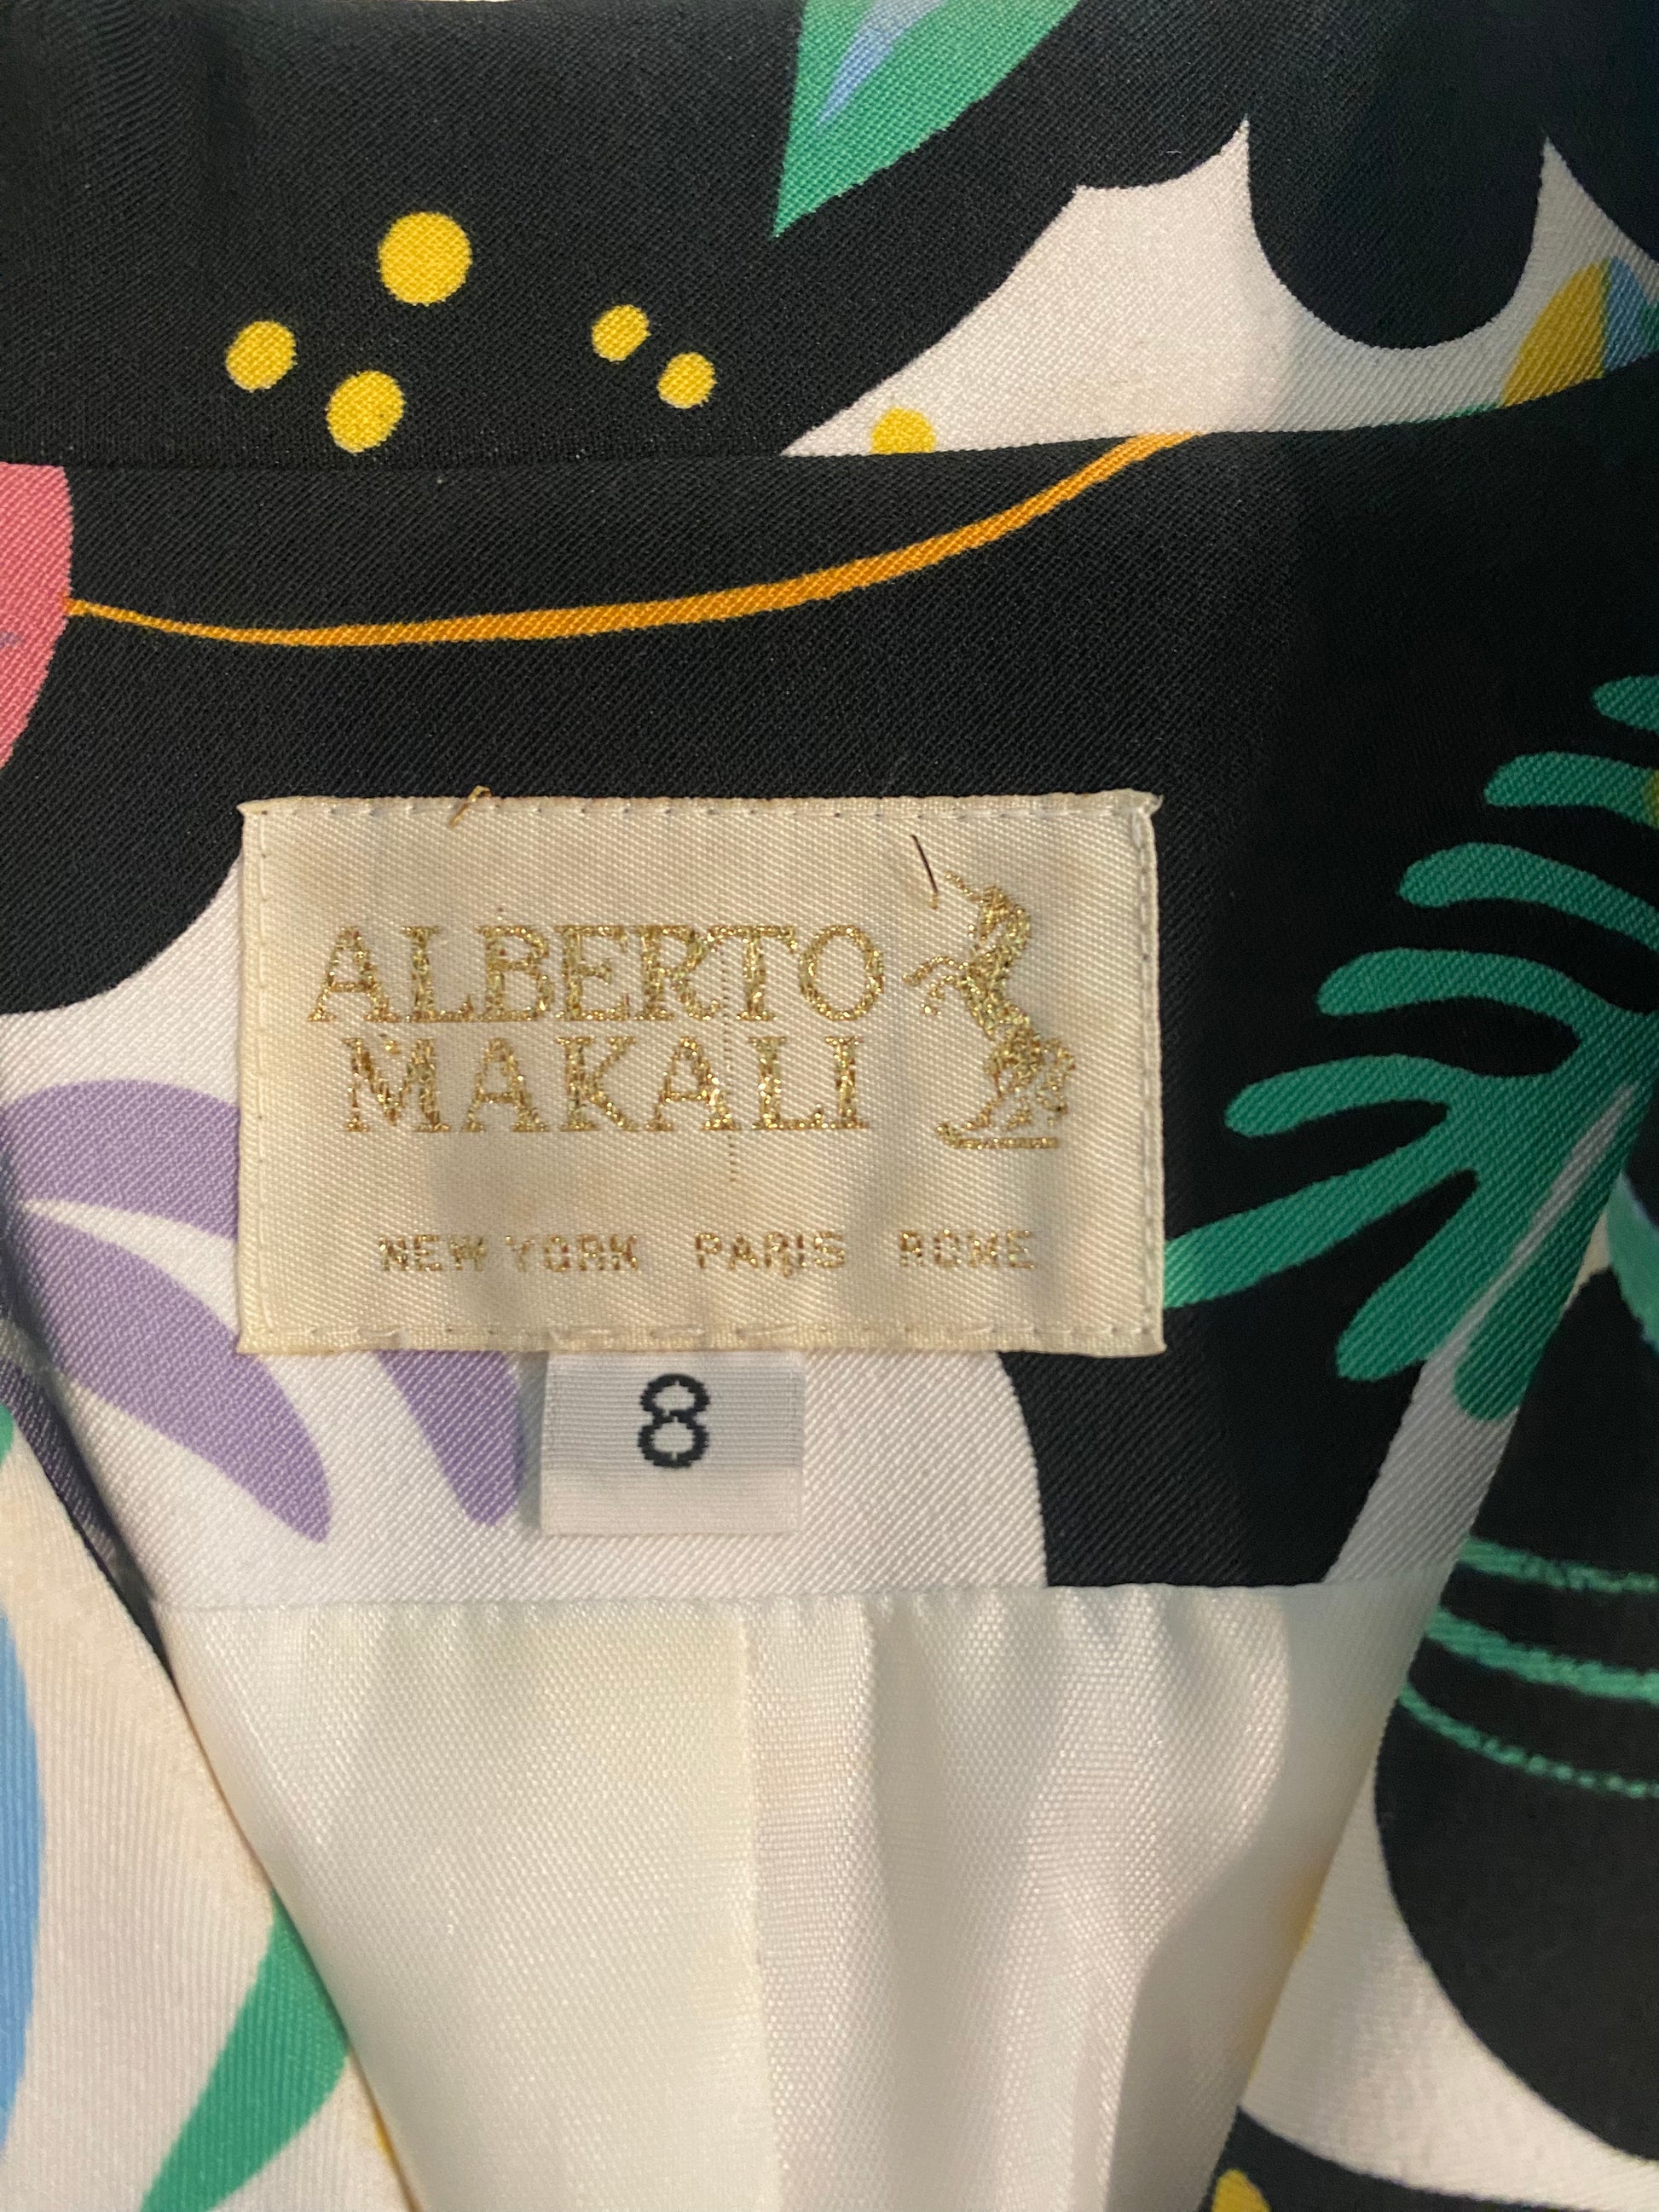 ALBERTO
MAKALI
NEW YORK PARIS ROME
8